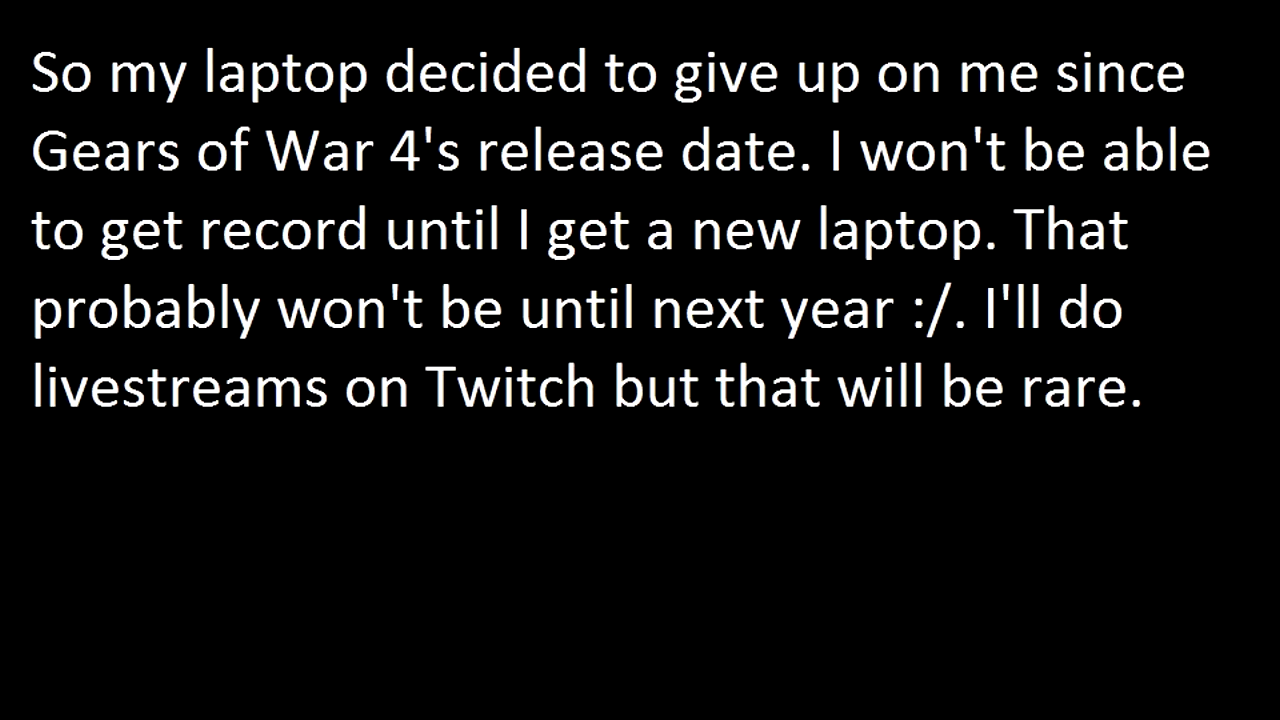 So my laptop decided to give up on me since
Gears of War 4's release date. I won't be able
to get record until I get a new laptop. That
probably won't be until next year :/. I'll do
livestreams on Twitch but that will be rare.